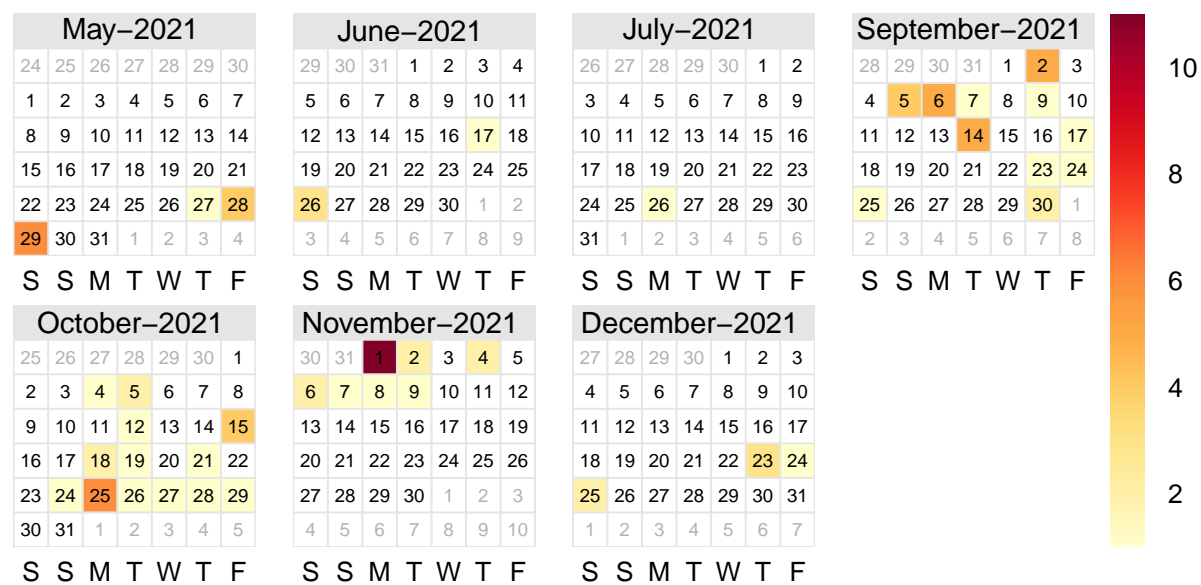 May−2021
24 25 26 27 28 29 30
1 2 3 4 5 6 7
8 9 10 11 12 13 14
15 16 17 18 19 20 21
22 23 24 25 26 27 28
29 30 31 1 2 3 4
S S M T W T F
June−2021
29 30 31 1 2 3 4
5 6 7 8 9 10 11
12 13 14 15 16 17 18
19 20 21 22 23 24 25
26 27 28 29 30 1 2
3 4 5 6 7 8 9
S S M T W T F
July−2021
26 27 28 29 30 1 2
3 4 5 6 7 8 9
10 11 12 13 14 15 16
17 18 19 20 21 22 23
24 25 26 27 28 29 30
31 1 2 3 4 5 6
S S M T W T F
September−2021
28 29 30 31 1 2 3
4 5 6 7 8 9 10
11 12 13 14 15 16 17
18 19 20 21 22 23 24
25 26 27 28 29 30 1
2 3 4 5 6 7 8
S S M T W T F
October−2021
25 26 27 28 29 30 1
2 3 4 5 6 7 8
9 10 11 12 13 14 15
16 17 18 19 20 21 22
23 24 25 26 27 28 29
30 31 1 2 3 4 5
S S M T W T F
November−2021
30 31 1 2 3 4 5
6 7 8 9 10 11 12
13 14 15 16 17 18 19
20 21 22 23 24 25 26
27 28 29 30 1 2 3
4 5 6 7 8 9 10
S S M T W T F
December−2021
27 28 29 30 1 2 3
4 5 6 7 8 9 10
11 12 13 14 15 16 17
18 19 20 21 22 23 24
25 26 27 28 29 30 31
1 2 3 4 5 6 7
S S M T W T F
10
8
6
4
2